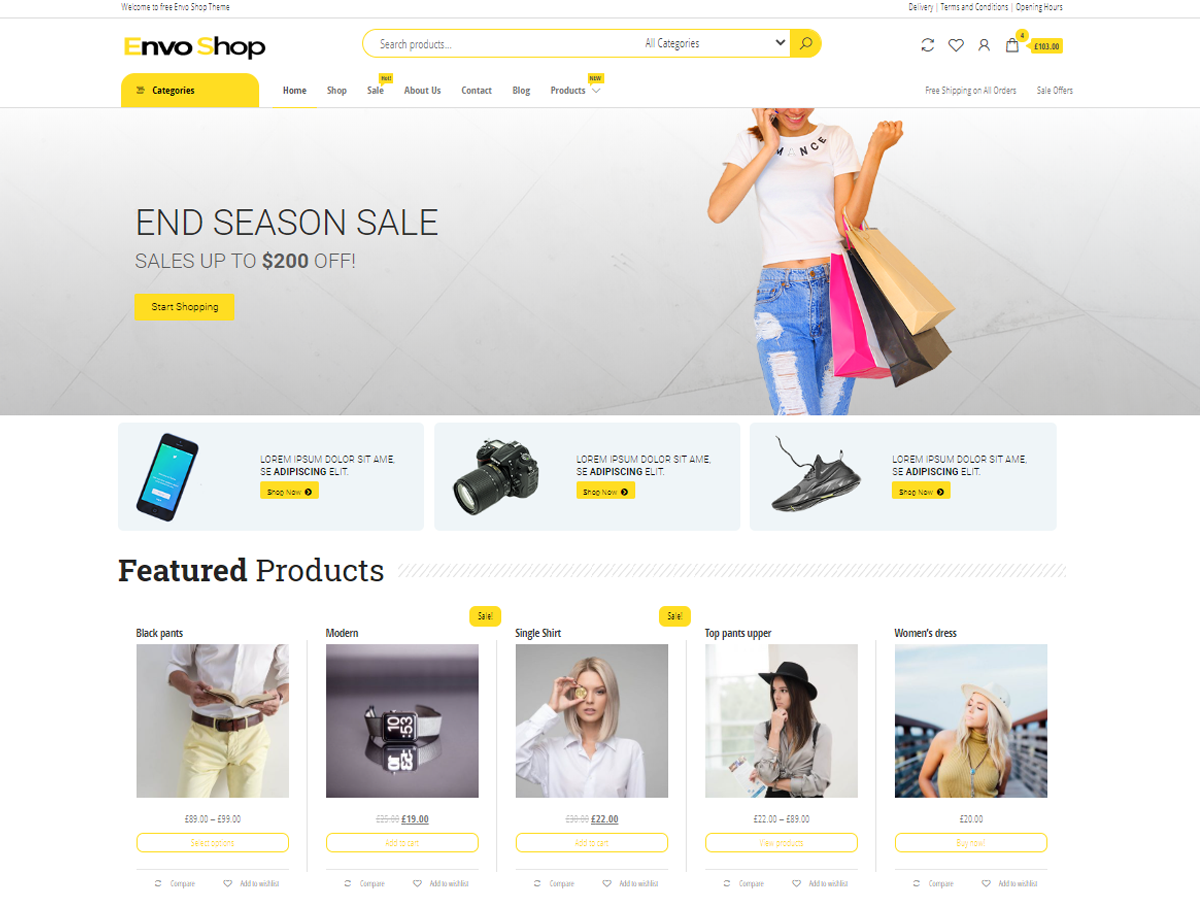 Welcome to free Envo Shop Theme
Delivery | Terms and Conditions | Opening Hours
Envo Shop
Search products...
All Categories
4
£103.00
Categories
Home
Shop
Sale
Hot!
About Us
Contact
Blog
Products
NEW
Free Shipping on All Orders
Sale Offers
MANCE
END SEASON SALE
SALES UP TO $200 OFF!
Start Shopping
LOREM IPSUM DOLOR SIT AME,
SE ADIPISCING ELIT.
Shop Now
LOREM IPSUM DOLOR SIT AME,
SE ADIPISCING ELIT.
Shop Now
LOREM IPSUM DOLOR SIT AME,
SE ADIPISCING ELIT.
Shop Now
Featured Products
Black pants
£89.00 – £99.00
Select options
Compare
Add to wishlist
Sale!
Modern
10
:53
£25.00 £19.00
Add to cart
Compare
Add to wishlist
Sale!
Single Shirt
£30.00 £22.00
Add to cart
Compare
Add to wishlist
Top pants upper
£22.00 – £89.00
View products
Compare
Add to wishlist
Women's dress
£20.00
Buy now!
Compare
Add to wishlist